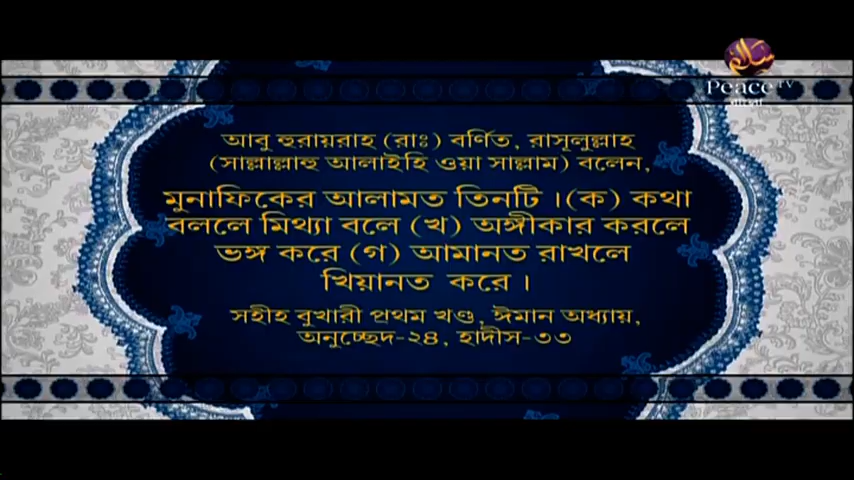 سلام
Peace TV
বাংলা
আবু হুরায়রাহ (রাঃ) বর্ণিত, রাসূলুল্লাহ
(সাল্লাল্লাহু আলাইহি ওয়া সাল্লাম) বলেন,
মুনাফিকের আলামত তিনটি ।(ক) কথা
বললে মিথ্যা বলে (খ) অঙ্গীকার করলে
ভঙ্গ করে (গ) আমানত রাখলে
খিয়ানত করে ।
সহীহ বুখারী প্রথম খণ্ড, ঈমান অধ্যায়,
অনুচ্ছেদ-২৪, হাদীস-৩৩